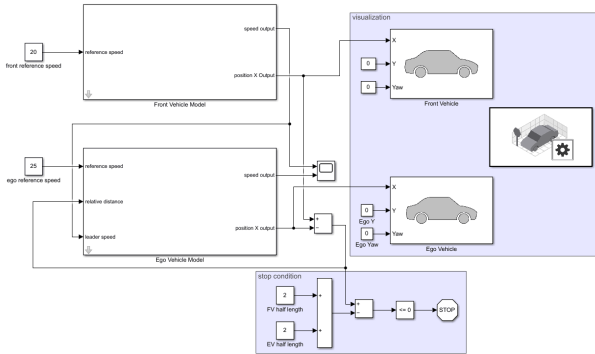 visualization
speed output
X
20
reference speed
front reference speed
0
Y
position X Output
0
Yaw
Front Vehicle Model
Front Vehicle
25
reference speed
ego reference speed
speed output
X
relative distance
0
Y
Ego Y
+
−
position X output
leader speed
0
Yaw
Ego Yaw
Ego Vehicle
Ego Vehicle Model
stop condition
2
+
FV half length
+
−
<= 0
STOP
2
+
EV half length